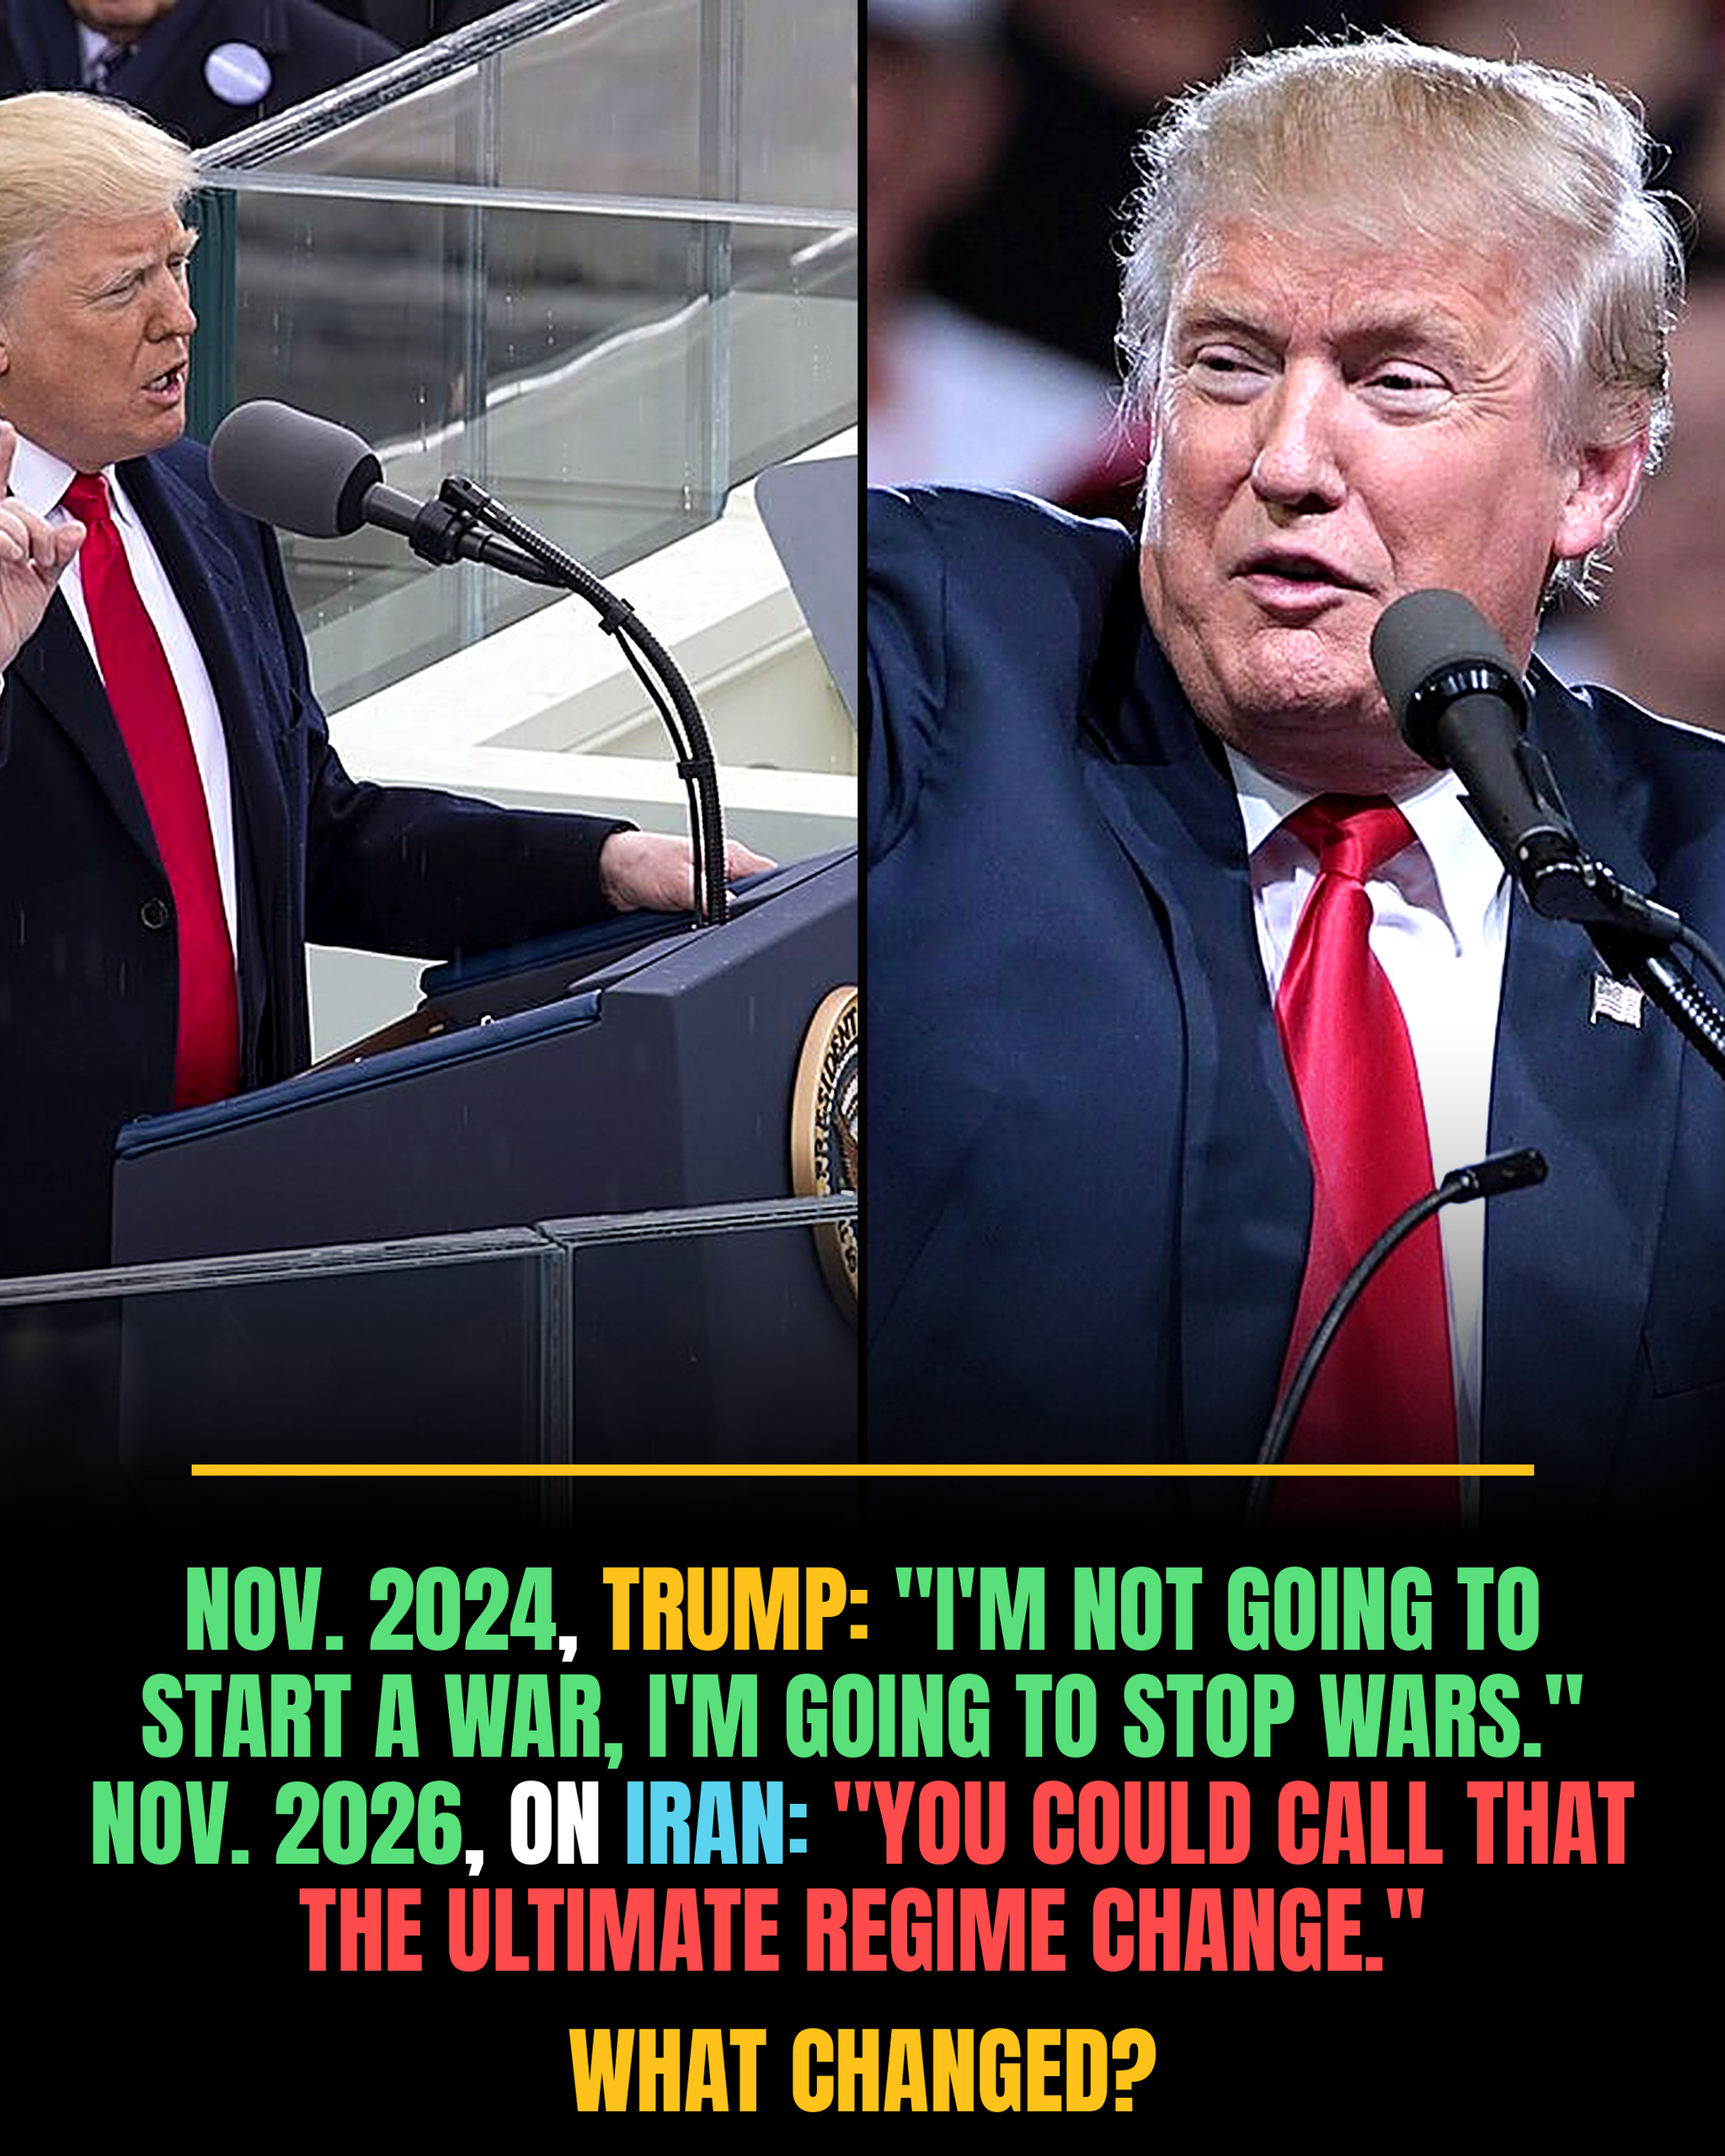 NOV. 2024, TRUMP: "I'M NOT GOING TO
START A WAR, I'M GOING TO STOP WARS."
NOV. 2026, ON IRAN: "YOU COULD CALL THAT
THE ULTIMATE REGIME CHANGE."
WHAT CHANGED?